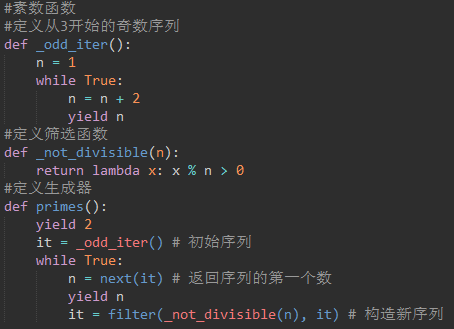 #素数函数
#定义从3开始的奇数序列
def _odd_iter():
    n = 1
    while True:
        n = n + 2
        yield n
#定义筛选函数
def _not_divisible(n):
    return lambda x: x % n > 0
#定义生成器
def primes():
    yield 2
    it = _odd_iter() # 初始序列
    while True:
        n = next(it) # 返回序列的第一个数
        yield n
        it = filter(_not_divisible(n), it) # 构造新序列